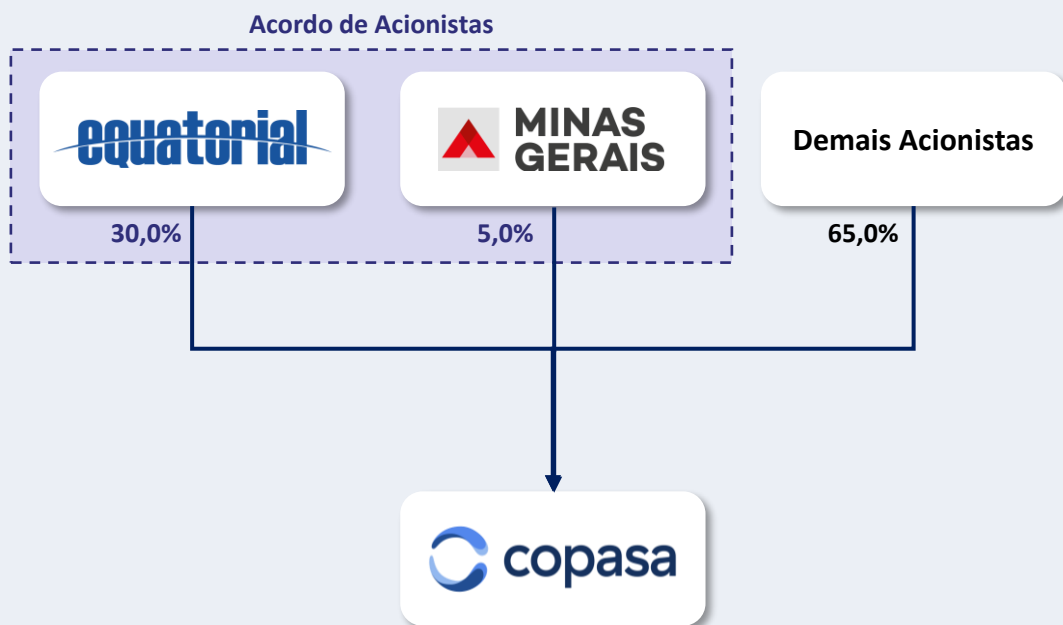 Acordo de Acionistas
equatorial
MINAS
GERAIS
Demais Acionistas
30,0%
5,0%
65,0%
copasa